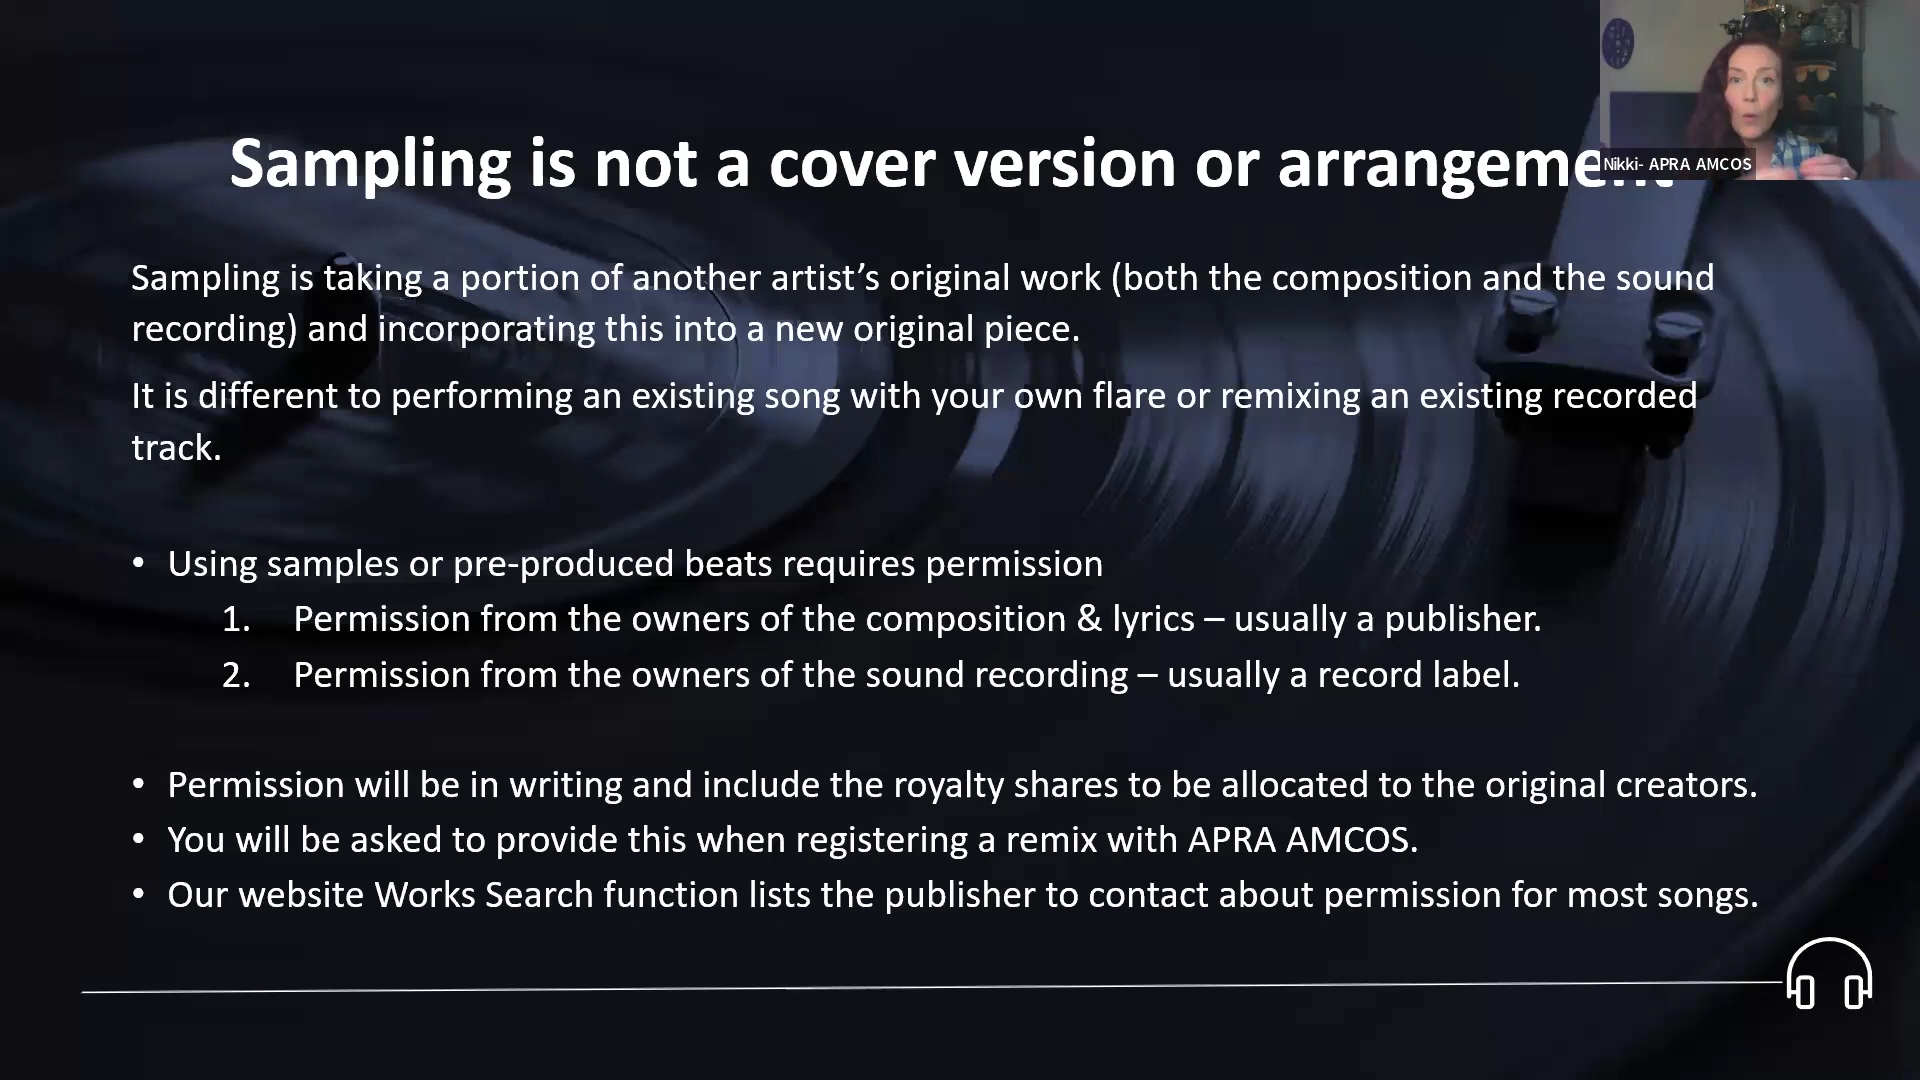 Sampling is not a cover version or arrangement
Nikki- APRA AMCOS
Sampling is taking a portion of another artist’s original work (both the composition and the sound
recording) and incorporating this into a new original piece.
It is different to performing an existing song with your own flare or remixing an existing recorded
track.
• Using samples or pre-produced beats requires permission
1. Permission from the owners of the composition & lyrics – usually a publisher.
2. Permission from the owners of the sound recording – usually a record label.
• Permission will be in writing and include the royalty shares to be allocated to the original creators.
• You will be asked to provide this when registering a remix with APRA AMCOS.
• Our website Works Search function lists the publisher to contact about permission for most songs.